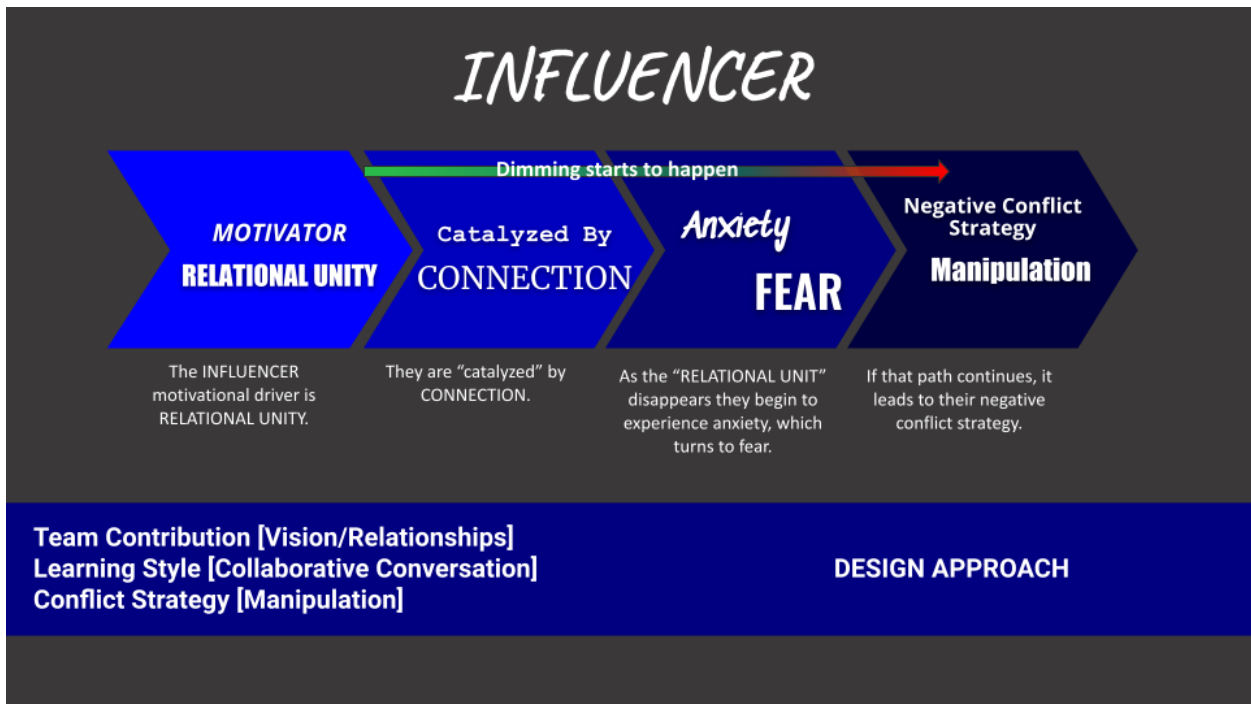 INFLUENCER
Dimming starts to happen
MOTIVATOR
RELATIONAL UNITY
Catalyzed By
CONNECTION
Anxiety
FEAR
Negative Conflict
Strategy
Manipulation
The INFLUENCER
motivational driver is
RELATIONAL UNITY.
They are “catalyzed” by
CONNECTION.
As the “RELATIONAL UNIT”
disappears they begin to
experience anxiety, which
turns to fear.
If that path continues, it
leads to their negative
conflict strategy.
Team Contribution [Vision/Relationships]
Learning Style [Collaborative Conversation]
Conflict Strategy [Manipulation]
DESIGN APPROACH